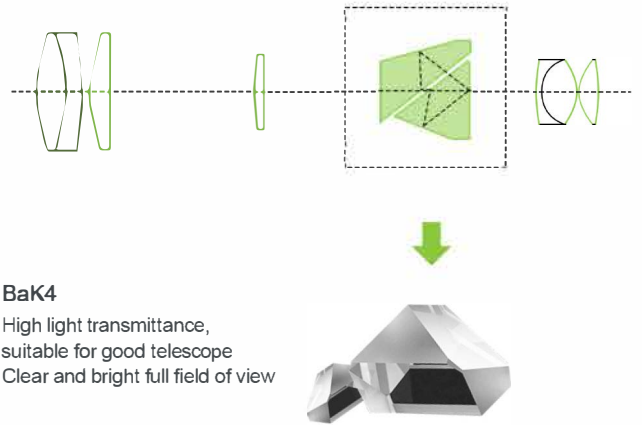 BaK4
High light transmittance,
suitable for good telescope
Clear and bright full field of view